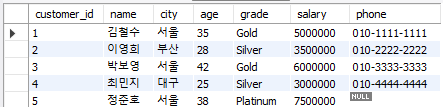 customer_id name city age grade salary phone
1 김철수 서울 35 Gold 5000000 010-1111-1111
2 이영희 부산 28 Silver 3500000 010-2222-2222
3 박보영 서울 42 Gold 6000000 010-3333-3333
4 최민지 대구 25 Silver 3000000 010-4444-4444
5 정준호 서울 38 Platinum 7500000 NULL